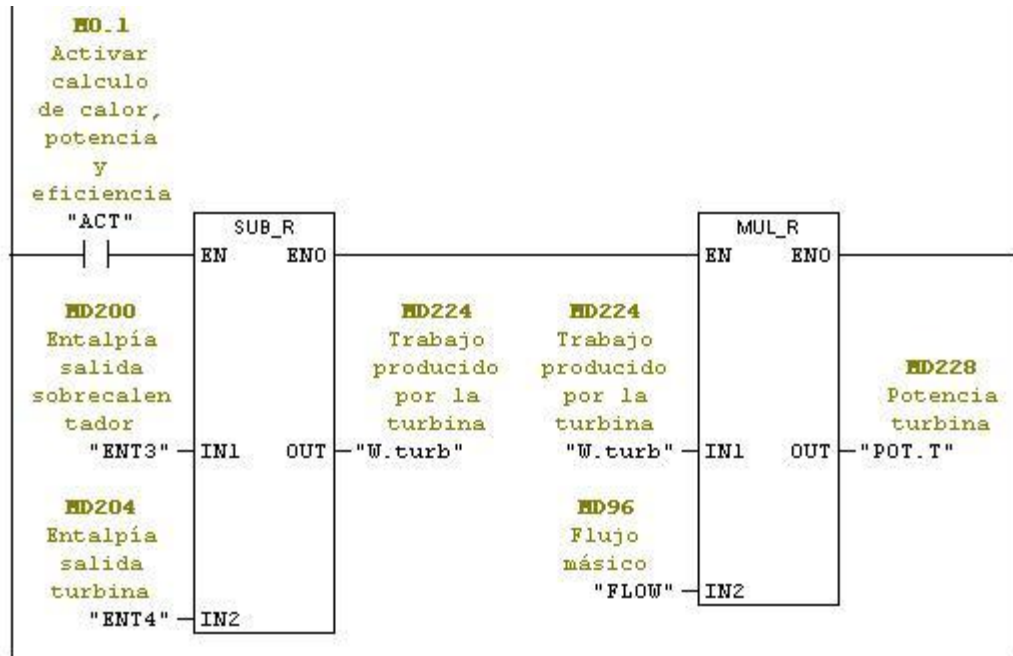 M0.1
Activar
calculo
de calor,
potencia
y
eficiencia
"ACT"
SUB_R
EN ENO
MUL_R
EN ENO
MD200
Entalpía
salida
sobrecalen
tador
"ENT3"
IN1 OUT
MD224
Trabajo
producido
por la
turbina
"W.turb"
MD224
Trabajo
producido
por la
turbina
"W.turb"
IN1 OUT
MD228
Potencia
turbina
"POT.T"
MD204
Entalpía
salida
turbina
"ENT4"
IN2
MD96
Flujo
másico
"FLOW"
IN2